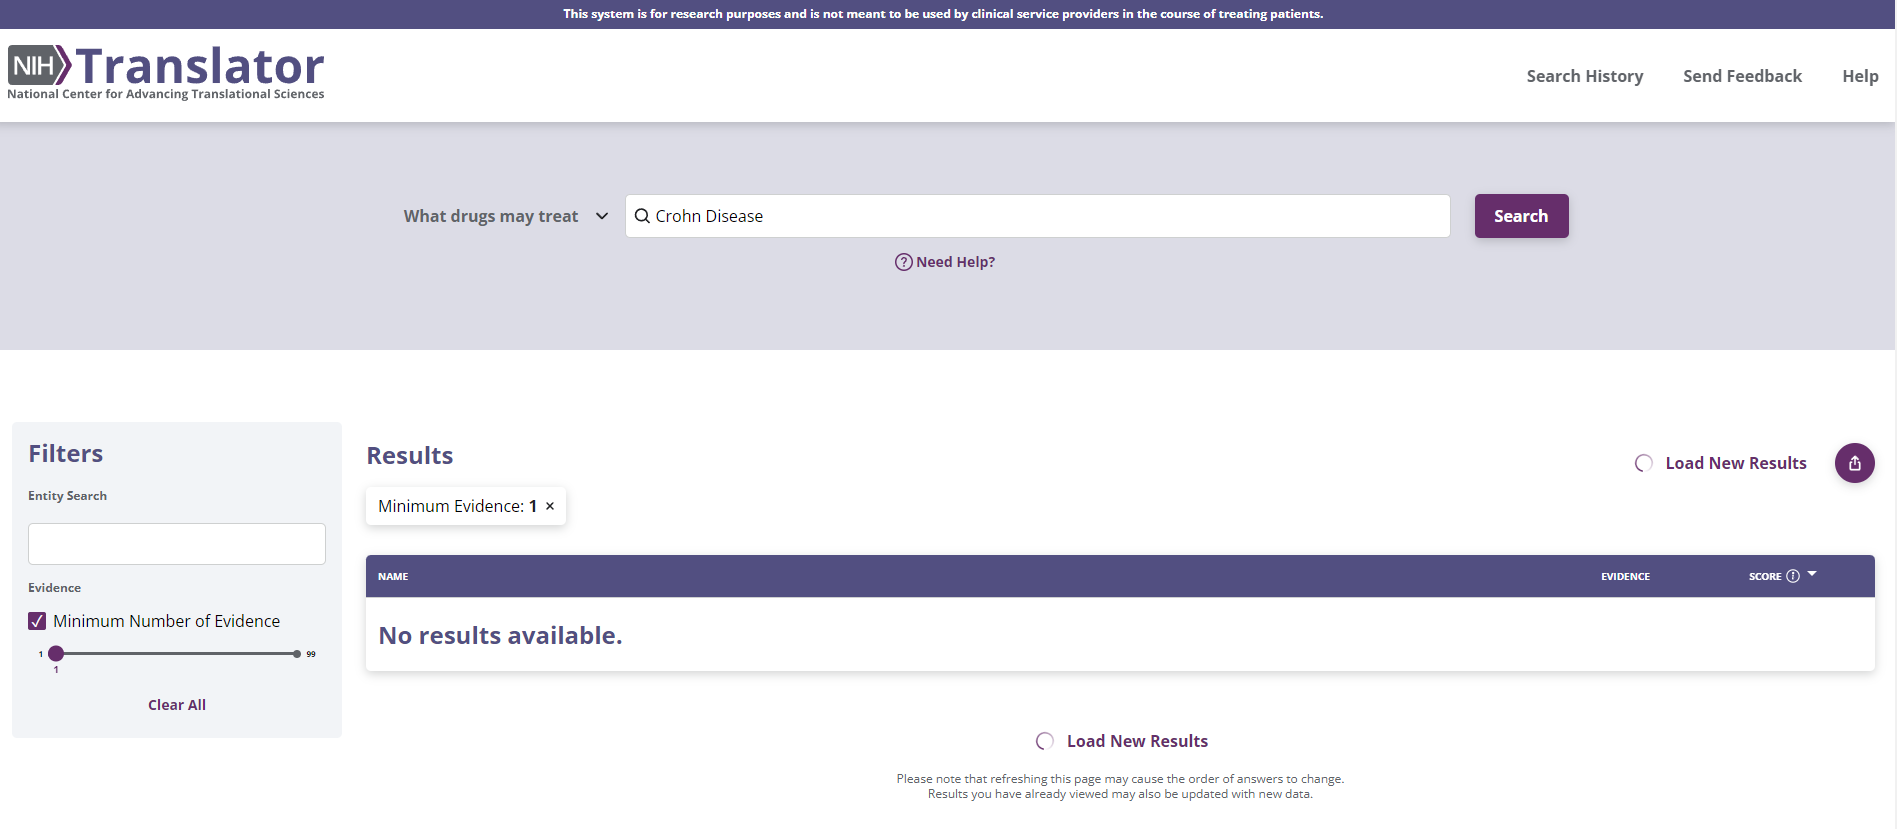 This system is for research purposes and is not meant to be used by clinical service providers in the course of treating patients.
NIH Translator
National Center for Advancing Translational Sciences
Search History
Send Feedback
Help
What drugs may treat
Crohn Disease
Search
? Need Help?
Filters
Entity Search
Evidence
Minimum Number of Evidence
1
99
1
Clear All
Results
Load New Results
Minimum Evidence: 1 ×
NAME
EVIDENCE
SCORE
No results available.
Load New Results
Please note that refreshing this page may cause the order of answers to change.
Results you have already viewed may also be updated with new data.